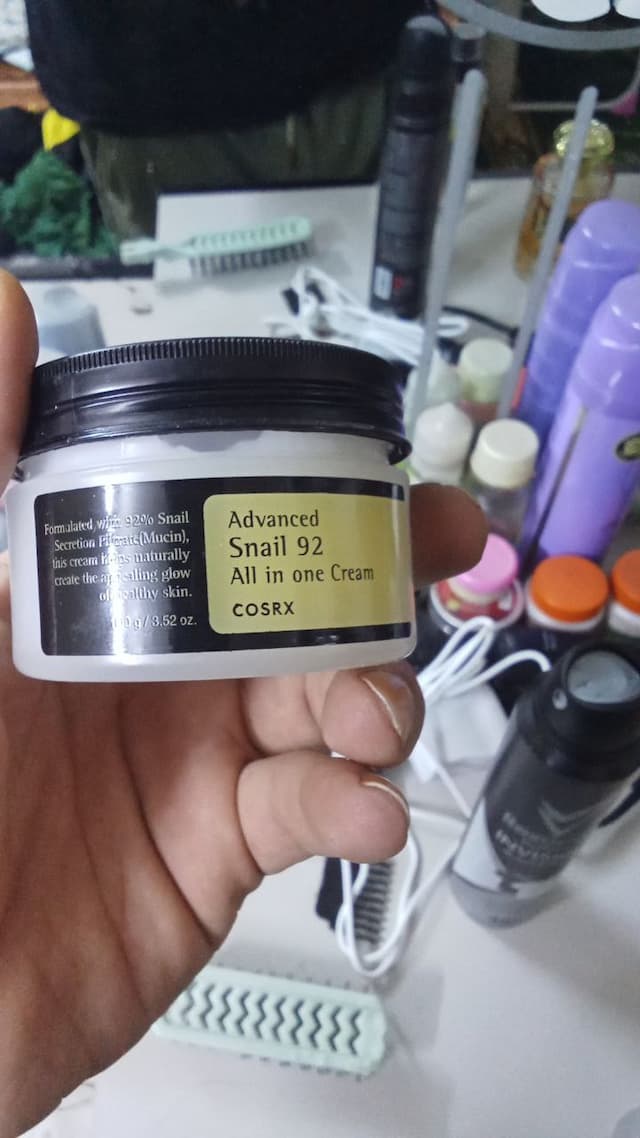 Formulated with 92% Snail
Secretion Filtrate(Mucin),
this cream helps naturally
create the appealing glow
of healthy skin.
100 g / 3.52 oz.
Advanced
Snail 92
All in one Cream
COSRX